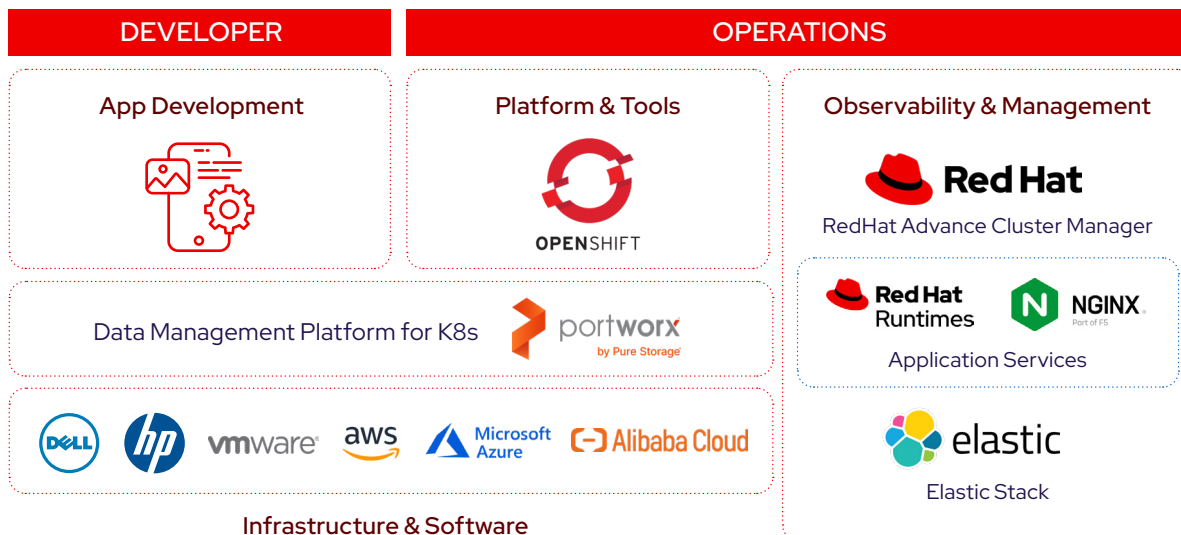 DEVELOPER
OPERATIONS
App Development
Platform & Tools
Observability & Management
OPENSHIFT
Red Hat
RedHat Advance Cluster Manager
Data Management Platform for K8s
portworx
by Pure Storage
Red Hat
Runtimes
NGINX
Part of F5
Application Services
DELL
hp
vmware
aws
Microsoft
Azure
Alibaba Cloud
elastic
Elastic Stack
Infrastructure & Software